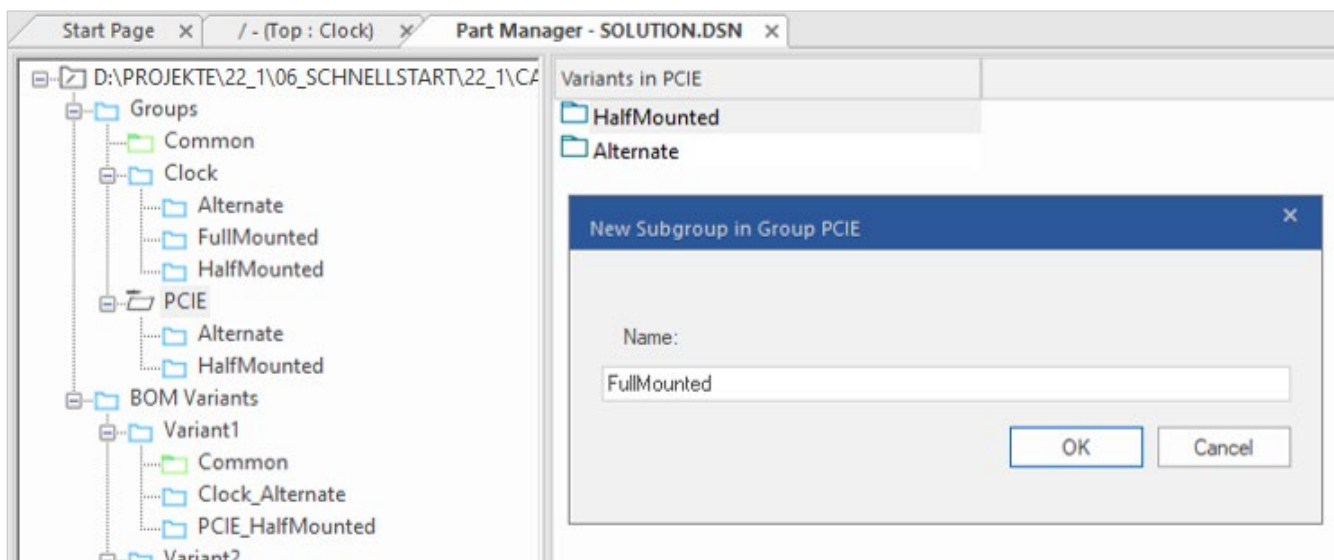 Start Page
/ - (Top : Clock)
Part Manager - SOLUTION.DSN
D:\PROJEKTE\22_1\06_SCHNELLSTART\22_1\CA
Groups
Common
Clock
Alternate
FullMounted
HalfMounted
PCIE
Alternate
HalfMounted
BOM Variants
Variant1
Common
Clock_Alternate
PCIE_HalfMounted
Variant2
Variants in PCIE
HalfMounted
Alternate
New Subgroup in Group PCIE
Name:
FullMounted
OK Cancel